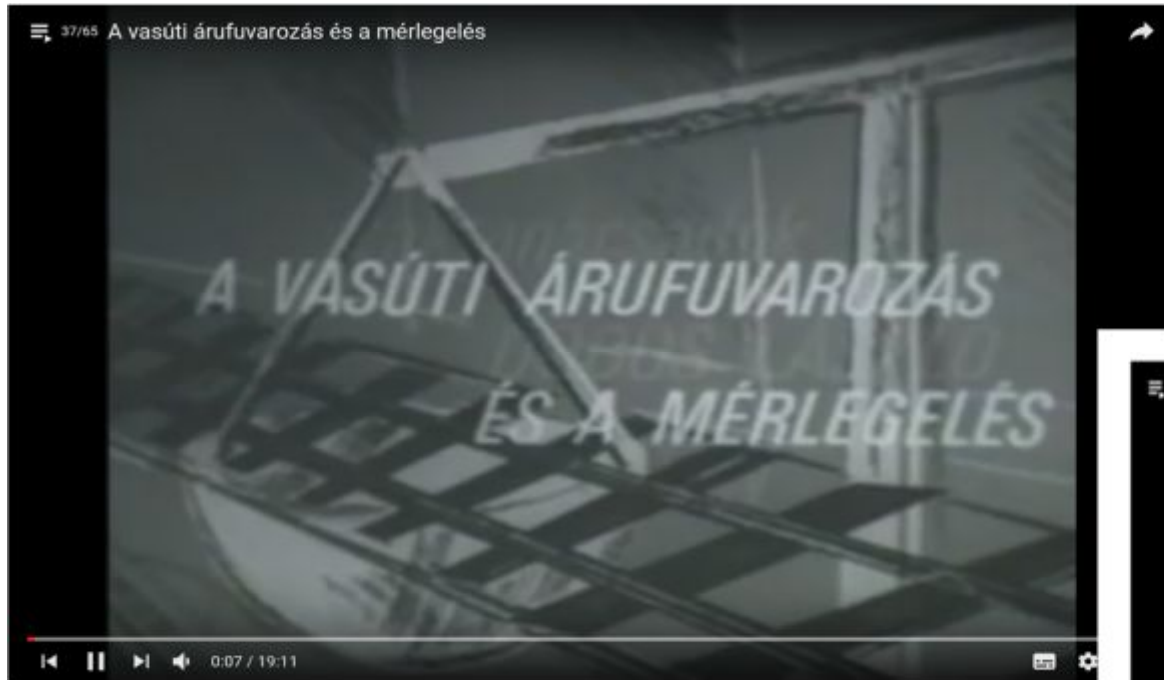 37/65 A vasúti árufuvarozás és a mérlegelés
A VASÚTI ÁRUFUVAROZÁS
ÉS A MÉRLEGELÉS
0:07 / 19:11